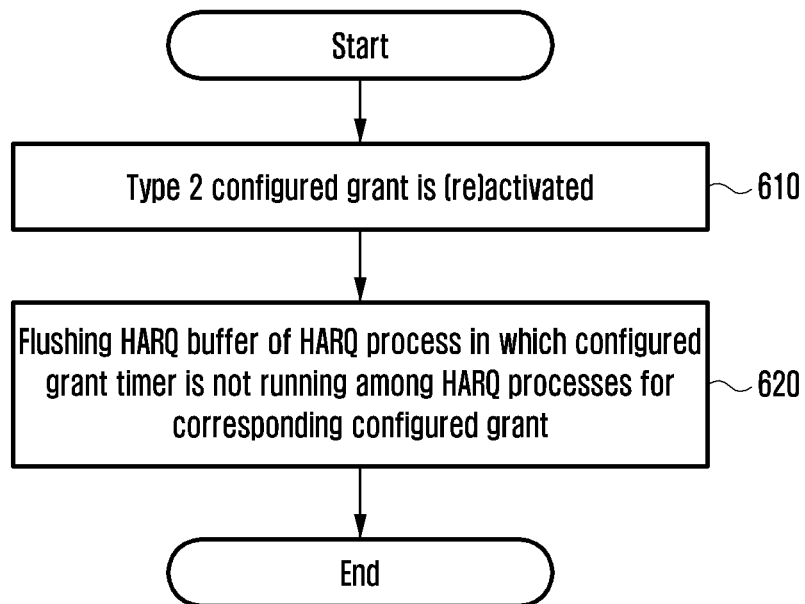 Start
Type 2 configured grant is (re)activated
610
Flushing HARQ buffer of HARQ process in which configured
grant timer is not running among HARQ processes for
620
corresponding configured grant
End